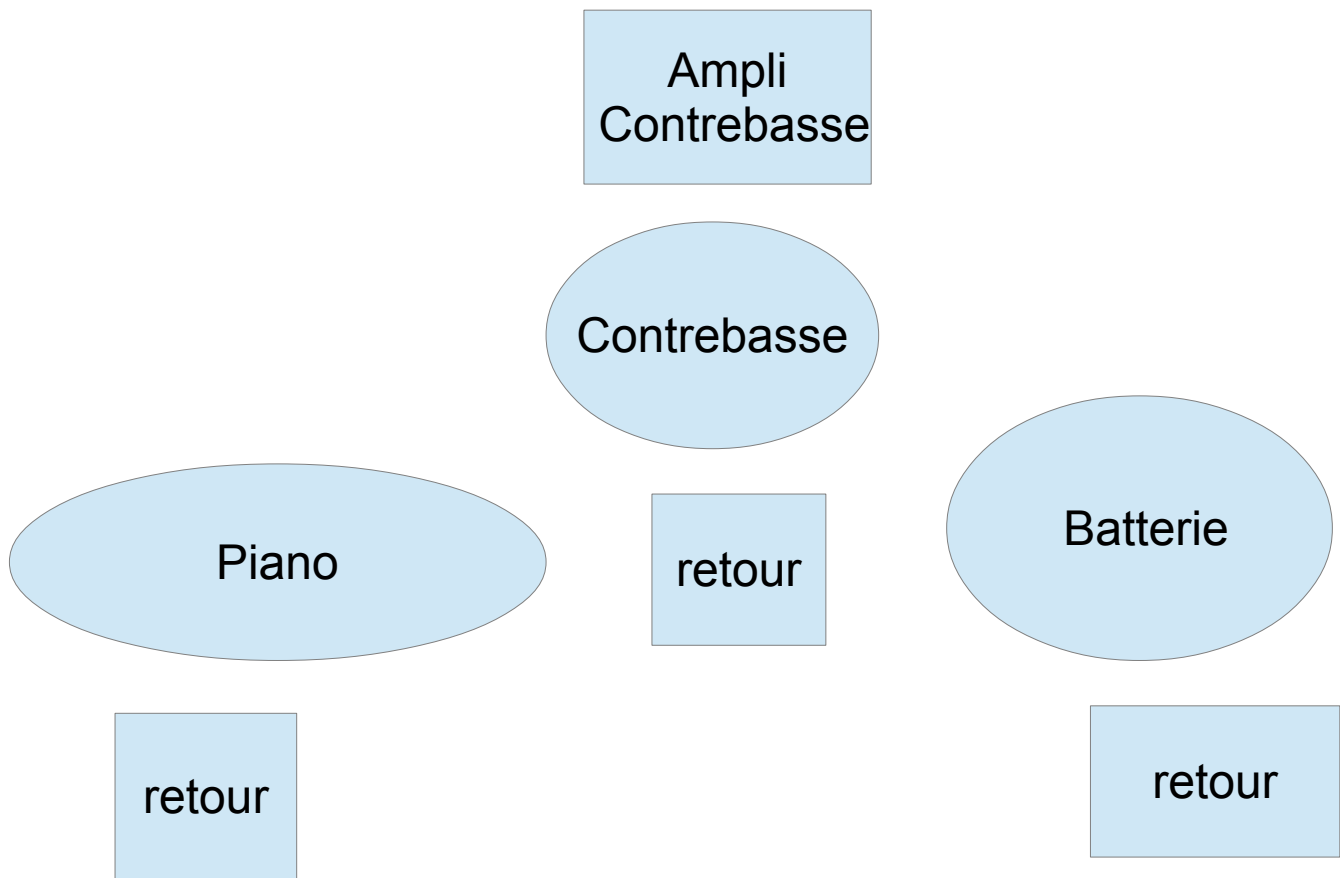 Ampli
Contrebasse
Contrebasse
Batterie
Piano
retour
retour
retour